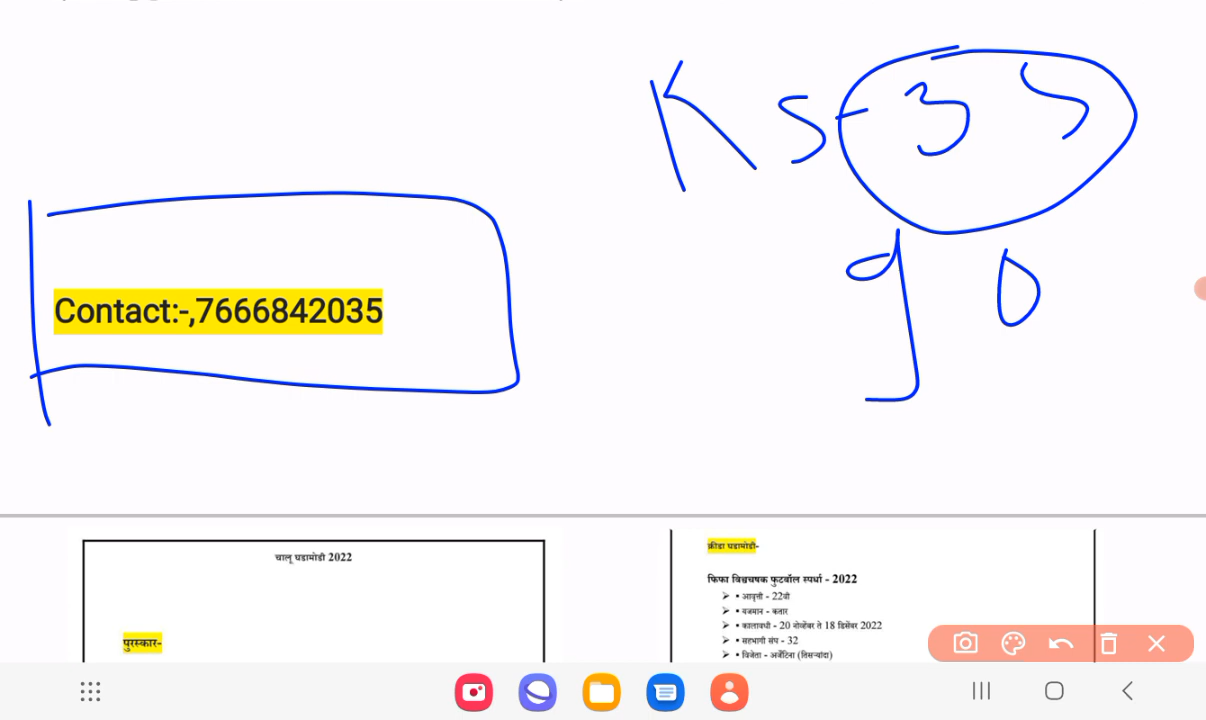 Ks-35
90
Contact:-,7666842035
चालू घडामोडी 2022
पुरस्कार-
क्रीडा घडामोडी-
फिफा विश्वचषक फुटबॉल स्पर्धा - 2022
➢ • आवृत्ती - 22वी
➢ • यजमान - कतार
➢ • कालावधी - 20 नोव्हेंबर ते 18 डिसेंबर 2022
➢ • सहभागी संघ - 32
➢ • विजेता - अर्जेंटिना (तिसऱ्यांदा)